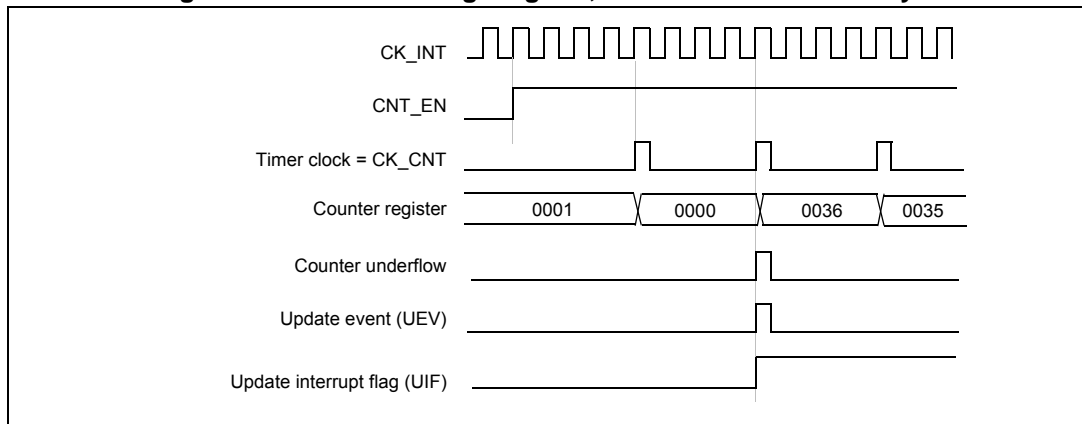 CK_INT
CNT_EN
Timer clock = CK_CNT
Counter register 0001 0000 0036 0035
Counter underflow
Update event (UEV)
Update interrupt flag (UIF)